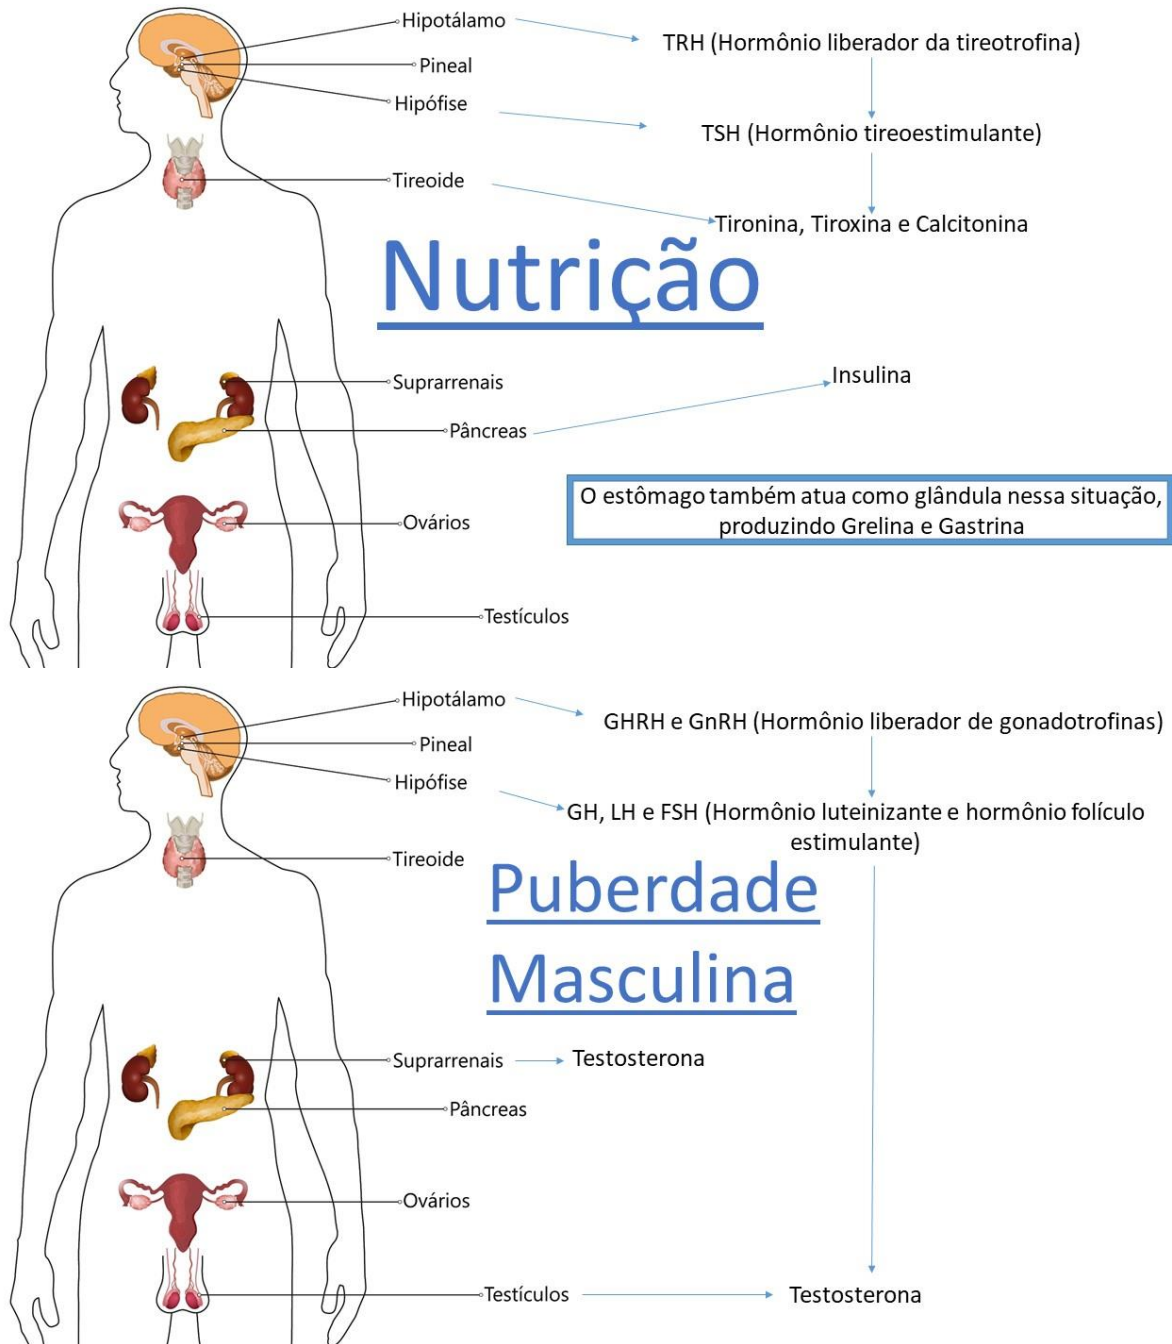 Hipotálamo
TRH (Hormônio liberador da tireotrofina)
Pineal
Hipófise
TSH (Hormônio tireoestimulante)
Tireoide
Tironina, Tiroxina e Calcitonina
Nutrição
Suprarrenais
Insulina
Pâncreas
O estômago também atua como glândula nessa situação,
produzindo Grelina e Gastrina
Ovários
Testículos
Hipotálamo
GHRH e GnRH (Hormônio liberador de gonadotrofinas)
Pineal
Hipófise
GH, LH e FSH (Hormônio luteinizante e hormônio folículo
estimulante)
Tireoide
Puberdade
Masculina
Suprarrenais
Testosterona
Pâncreas
Ovários
Testículos
Testosterona